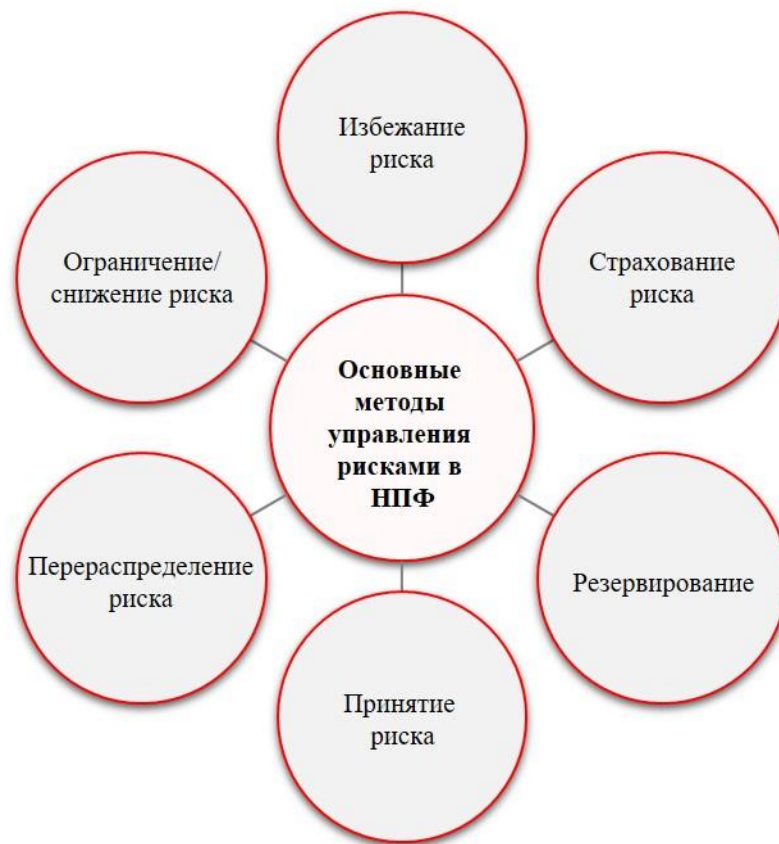 Избежание
риска
Ограничение/
снижение риска
Страхование
риска
Основные
методы
управления
рисками в
НПФ
Перераспределение
риска
Резервирование
Принятие
риска